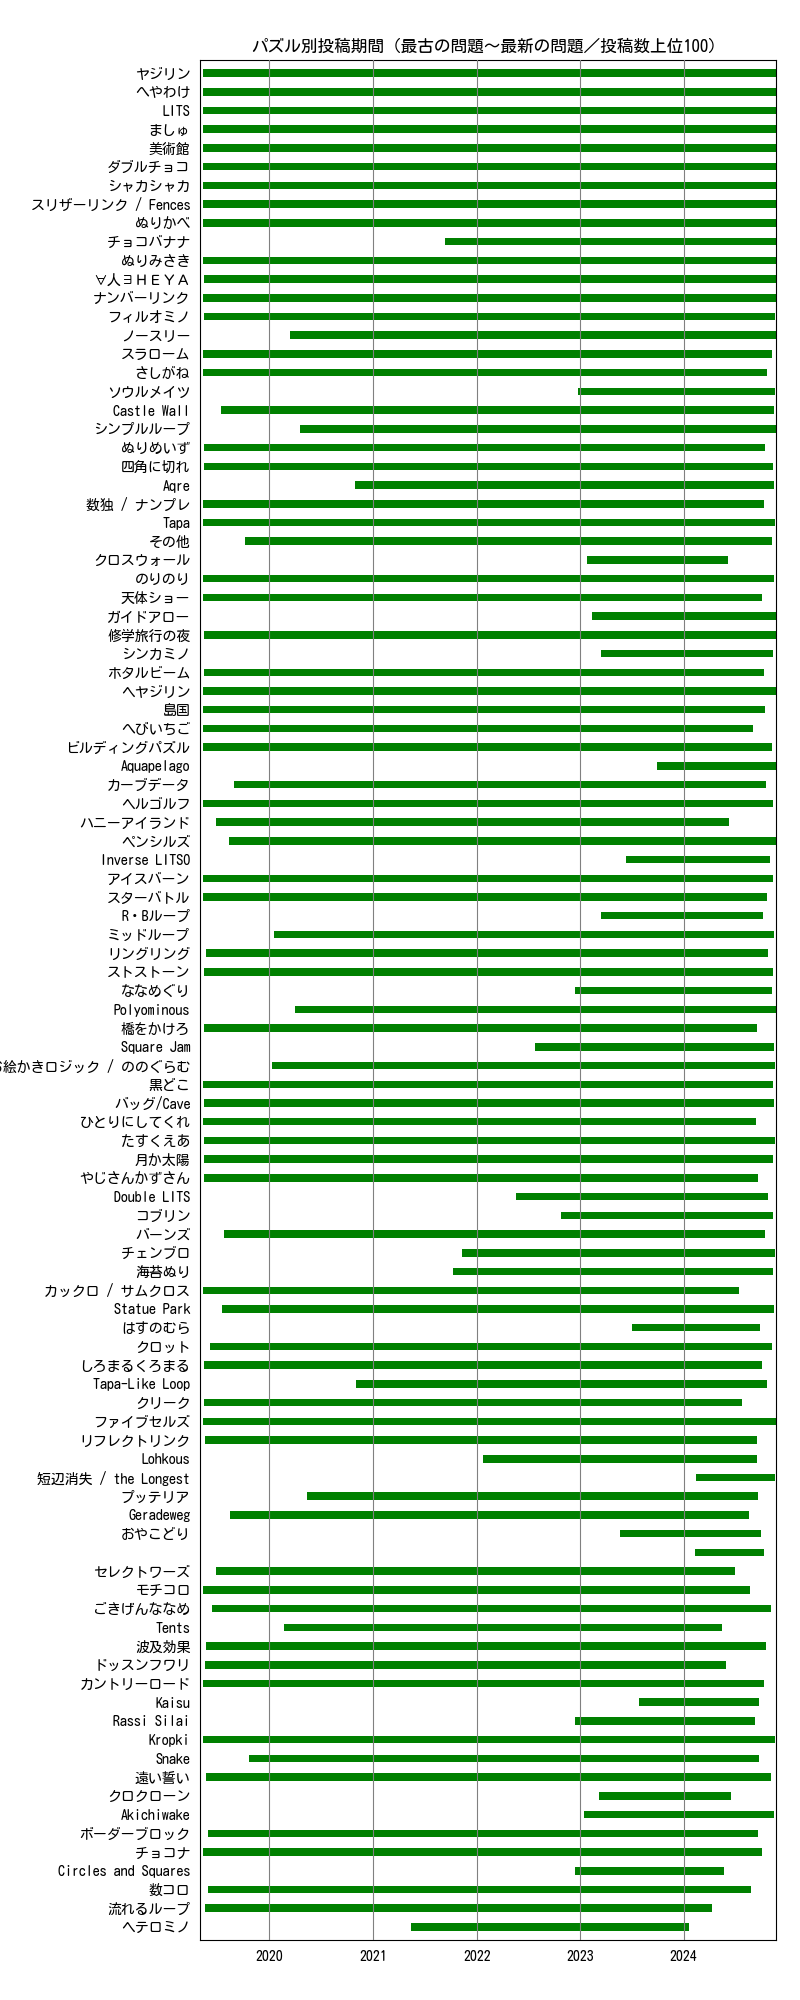 パズル別投稿期間（最古の問題～最新の問題／投稿数上位100）
ヤジリン
へやわけ
LITS
ましゅ
美術館
ダブルチョコ
シャカシャカ
スリザーリンク / Fences
ぬりかべ
チョコバナナ
ぬりみさき
∀人∃ＨＥＹＡ
ナンバーリンク
フィルオミノ
ノースリー
スラローム
さしがね
ソウルメイツ
Castle Wall
シンプルループ
ぬりめいず
四角に切れ
Aqre
数独 / ナンプレ
Tapa
その他
クロスウォール
のりのり
天体ショー
ガイドアロー
修学旅行の夜
シンカミノ
ホタルビーム
ヘヤジリン
島国
へびいちご
ビルディングパズル
Aquapelago
カーブデータ
ヘルゴルフ
ハニーアイランド
ペンシルズ
Inverse LITSO
アイスバーン
スターバトル
R・Bループ
ミッドループ
リングリング
ストストーン
ななめぐり
Polyominous
橋をかけろ
Square Jam
絵かきロジック / ののぐらむ
黒どこ
バッグ/Cave
ひとりにしてくれ
たすくえあ
月か太陽
やじさんかずさん
Double LITS
コブリン
バーンズ
チェンブロ
海苔ぬり
カックロ / サムクロス
Statue Park
はすのむら
クロット
しろまるくろまる
Tapa-Like Loop
クリーク
ファイブセルズ
リフレクトリンク
Lohkous
短辺消失 / the Longest
プッテリア
Geradeweg
おやこどり
セレクトワーズ
モチコロ
ごきげんななめ
Tents
波及効果
ドッスンフワリ
カントリーロード
Kaisu
Rassi Silai
Kropki
Snake
遠い誓い
クロクローン
Akichiwake
ボーダーブロック
チョコナ
Circles and Squares
数コロ
流れるループ
ヘテロミノ
2020 2021 2022 2023 2024